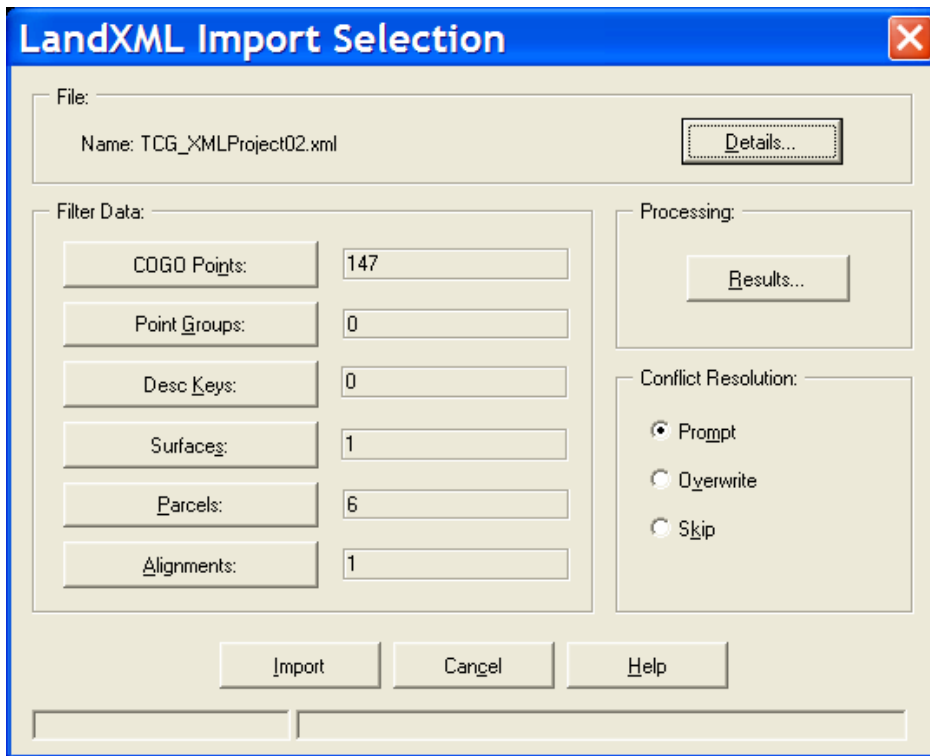 LandXML Import Selection
File:
Name: TCG_XMLProject02.xml
Details...
Filter Data:
COGO Points: 147
Point Groups: 0
Desc Keys: 0
Surfaces: 1
Parcels: 6
Alignments: 1
Processing:
Results...
Conflict Resolution:
Prompt
Overwrite
Skip
Import Cancel Help